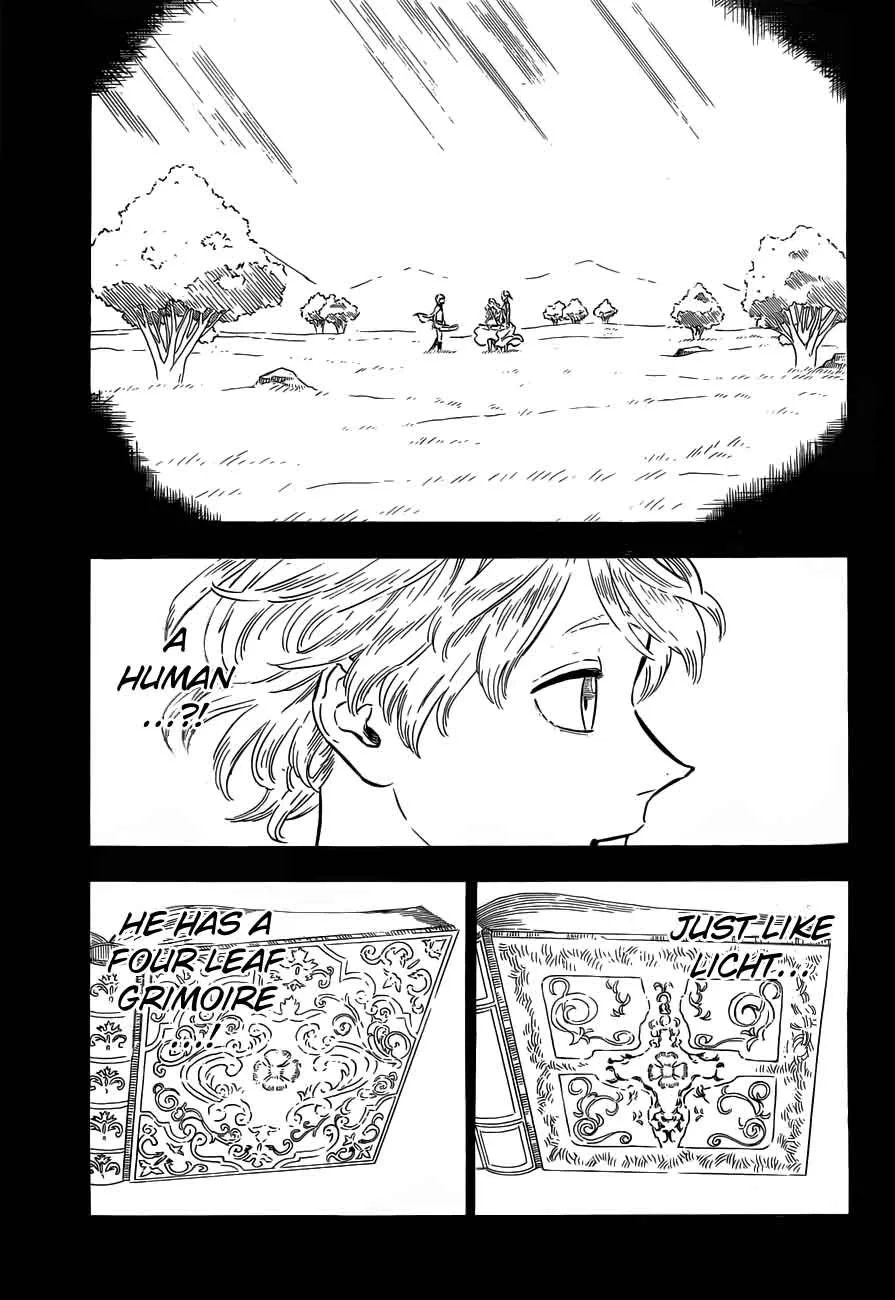 A
HUMAN
...?!
JUST LIKE
LICHT...
HE HAS A
FOUR LEAF
GRIMOIRE
...!